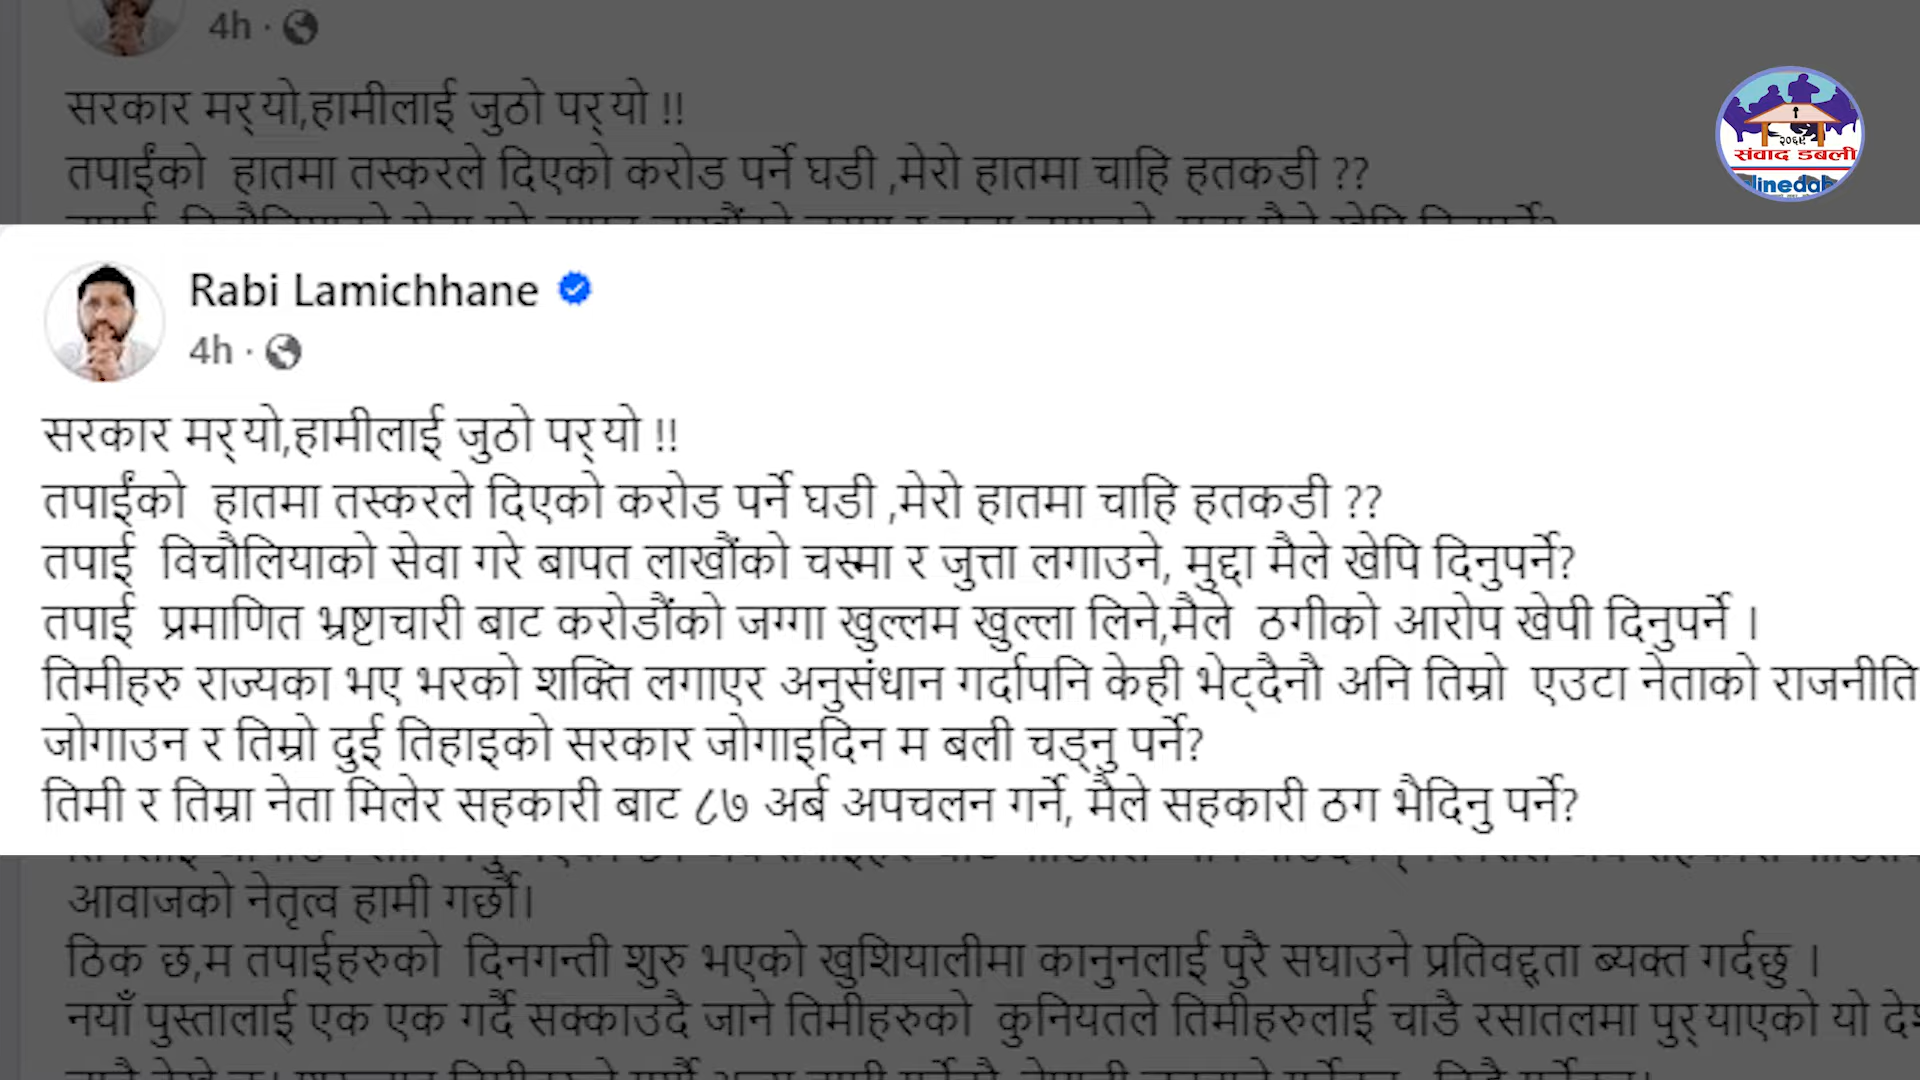 4h ·
सरकार मर्‍यो,हामीलाई जुठो पर्‍यो !!
तपाईंको हातमा तस्करले दिएको करोड पर्ने घडी ,मेरो हातमा चाहि हतकडी ??
२०६९
संवाद डबली
Rabi Lamichhane
4h ·
सरकार मर्‍यो,हामीलाई जुठो पर्‍यो !!
तपाईंको हातमा तस्करले दिएको करोड पर्ने घडी ,मेरो हातमा चाहि हतकडी ??
तपाई विचौलियाको सेवा गरे बापत लाखौंको चस्मा र जुत्ता लगाउने, मुद्दा मैले खेपि दिनुपर्ने?
तपाई प्रमाणित भ्रष्टाचारी बाट करोडौंको जग्गा खुल्लम खुल्ला लिने,मैले ठगीको आरोप खेपी दिनुपर्ने ।
तिमीहरु राज्यका भए भरको शक्ति लगाएर अनुसंधान गर्दापनि केही भेट्दैनौ अनि तिम्रो एउटा नेताको राजनीति
जोगाउन र तिम्रो दुई तिहाइको सरकार जोगाइदिन म बली चड्नु पर्ने?
तिमी र तिम्रा नेता मिलेर सहकारी बाट ८७ अर्ब अपचलन गर्ने, मैले सहकारी ठग भैदिनु पर्ने?
आवाजको नेतृत्व हामी गर्छौं।
ठिक छ,म तपाईहरुको दिनगन्ती शुरु भएको खुशियालीमा कानुनलाई पुरै सघाउने प्रतिवद्द्ता ब्यक्त गर्दछु ।
नयाँ पुस्तालाई एक एक गर्दै सक्काउदै जाने तिमीहरुको कुनियतले तिमीहरुलाई चाडै रसातलमा पुर्‍याएको यो